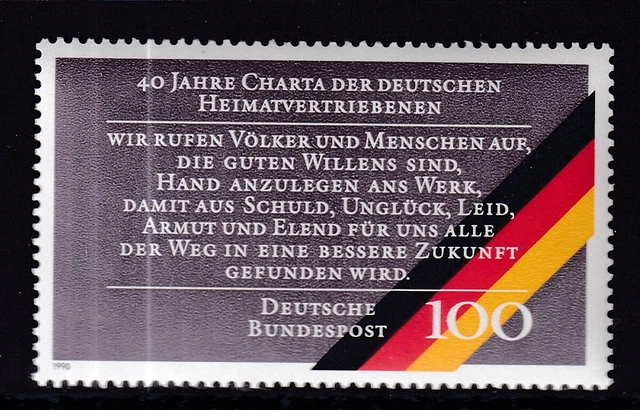 40 JAHRE CHARTA DER DEUTSCHEN
HEIMATVERTRIEBENEN
WIR RUFEN VÖLKER UND MENSCHEN AUF,
DIE GUTEN WILLENS SIND,
HAND ANZULEGEN ANS WERK,
DAMIT AUS SCHULD, UNGLÜCK, LEID,
ARMUT UND ELEND FÜR UNS ALLE
DER WEG IN EINE BESSERE ZUKUNFT
GEFUNDEN WIRD.
DEUTSCHE
BUNDESPOST 100
1990